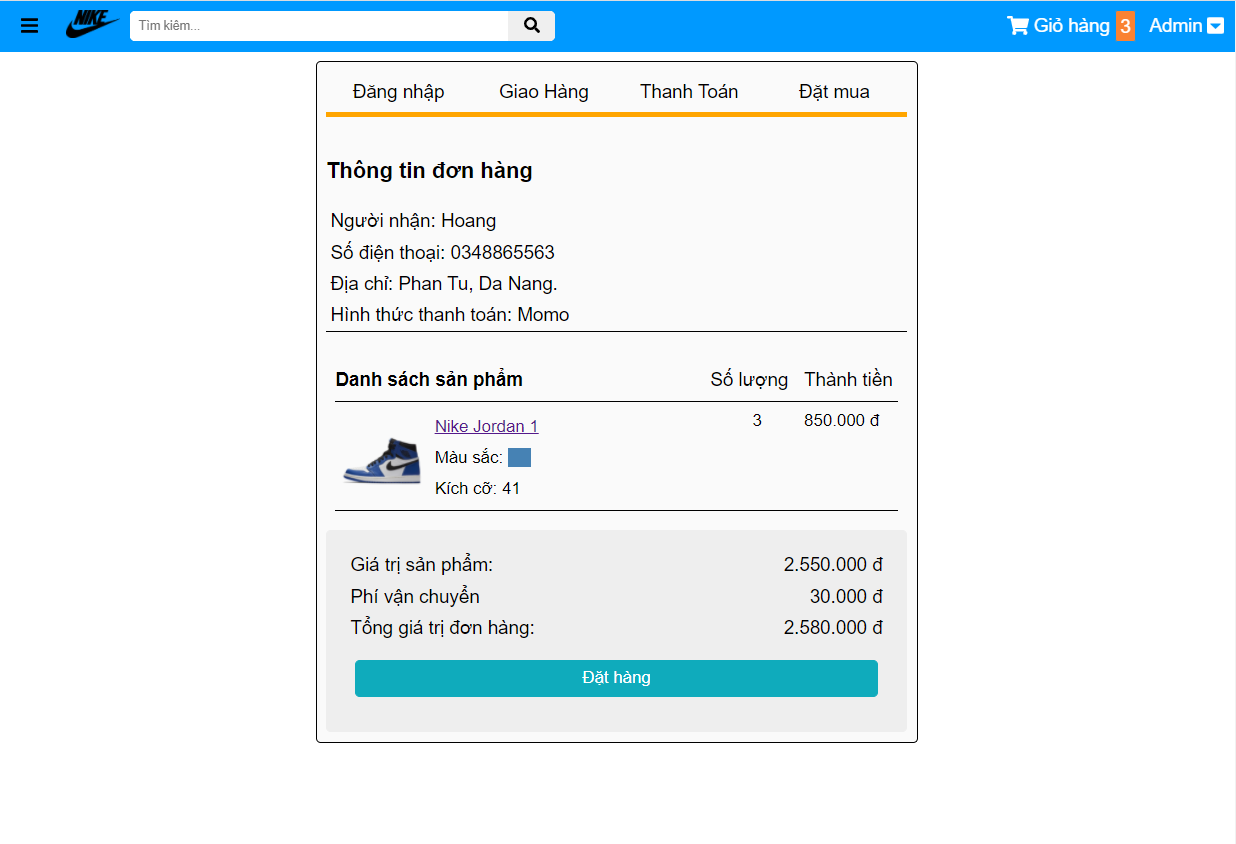 NIKE
Tìm kiếm...
Giỏ hàng 3 Admin
Đăng nhập Giao Hàng Thanh Toán Đặt mua
Thông tin đơn hàng
Người nhận: Hoang
Số điện thoại: 0348865563
Địa chỉ: Phan Tu, Da Nang.
Hình thức thanh toán: Momo
Danh sách sản phẩm Số lượng Thành tiền
Nike Jordan 1 3 850.000 đ
Màu sắc:
Kích cỡ: 41
Giá trị sản phẩm: 2.550.000 đ
Phí vận chuyển 30.000 đ
Tổng giá trị đơn hàng: 2.580.000 đ
Đặt hàng